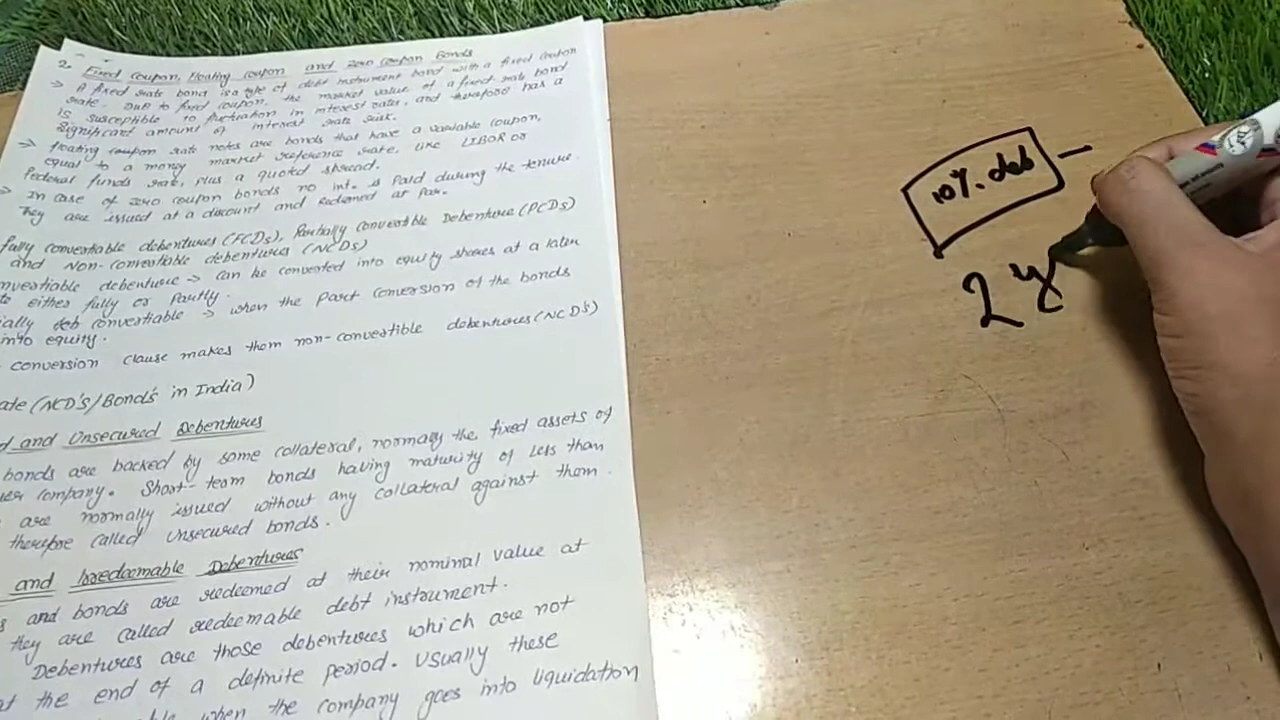 2. Fixed Coupon, Floating coupon and Zero Coupon Bonds
→ A fixed rate bond is a type of debt instrument bond with a fixed coupon
rate. Due to fixed coupon, the market value of a fixed-rate bond
is susceptible to fluctuation in interest rates, and therefore has a
significant amount of interest rate risk.
→ floating coupon rate notes are bonds that have a variable coupon,
equal to a money market reference rate, like LIBOR or
Federal funds rate, plus a quoted spread.
In case of zero coupon bonds no int. is Paid during the tenure.
They are issued at a discount and redeemed at Par.
fully convertiable debentures (FCDs), Partially convertible Debenture (PCDs)
and Non-Convertiable debentures (NCDs)
nvertiable debenture → can be converted into equity shares at a later
either fully or Partly.
ially deb convertiable → when the Part conversion of the bonds
into equity.
conversion clause makes them non-convertible debentures (NCD's)
ate (NCD's/Bond's in India)
d and Unsecured Debentures
bonds are backed by some collateral, normally the fixed assets of
company. Short-team bonds having maturity of less than
are normally issued without any collateral against them.
therefore called Unsecured bonds.
and Irredeemable Debentures
s and bonds are redeemed at their nominal value at
they are called redeemable debt instrument.
Debentures are those debentures which are not
at the end of a definite period. Usually these
when the company goes into liquidation
10%. deb —
2 y